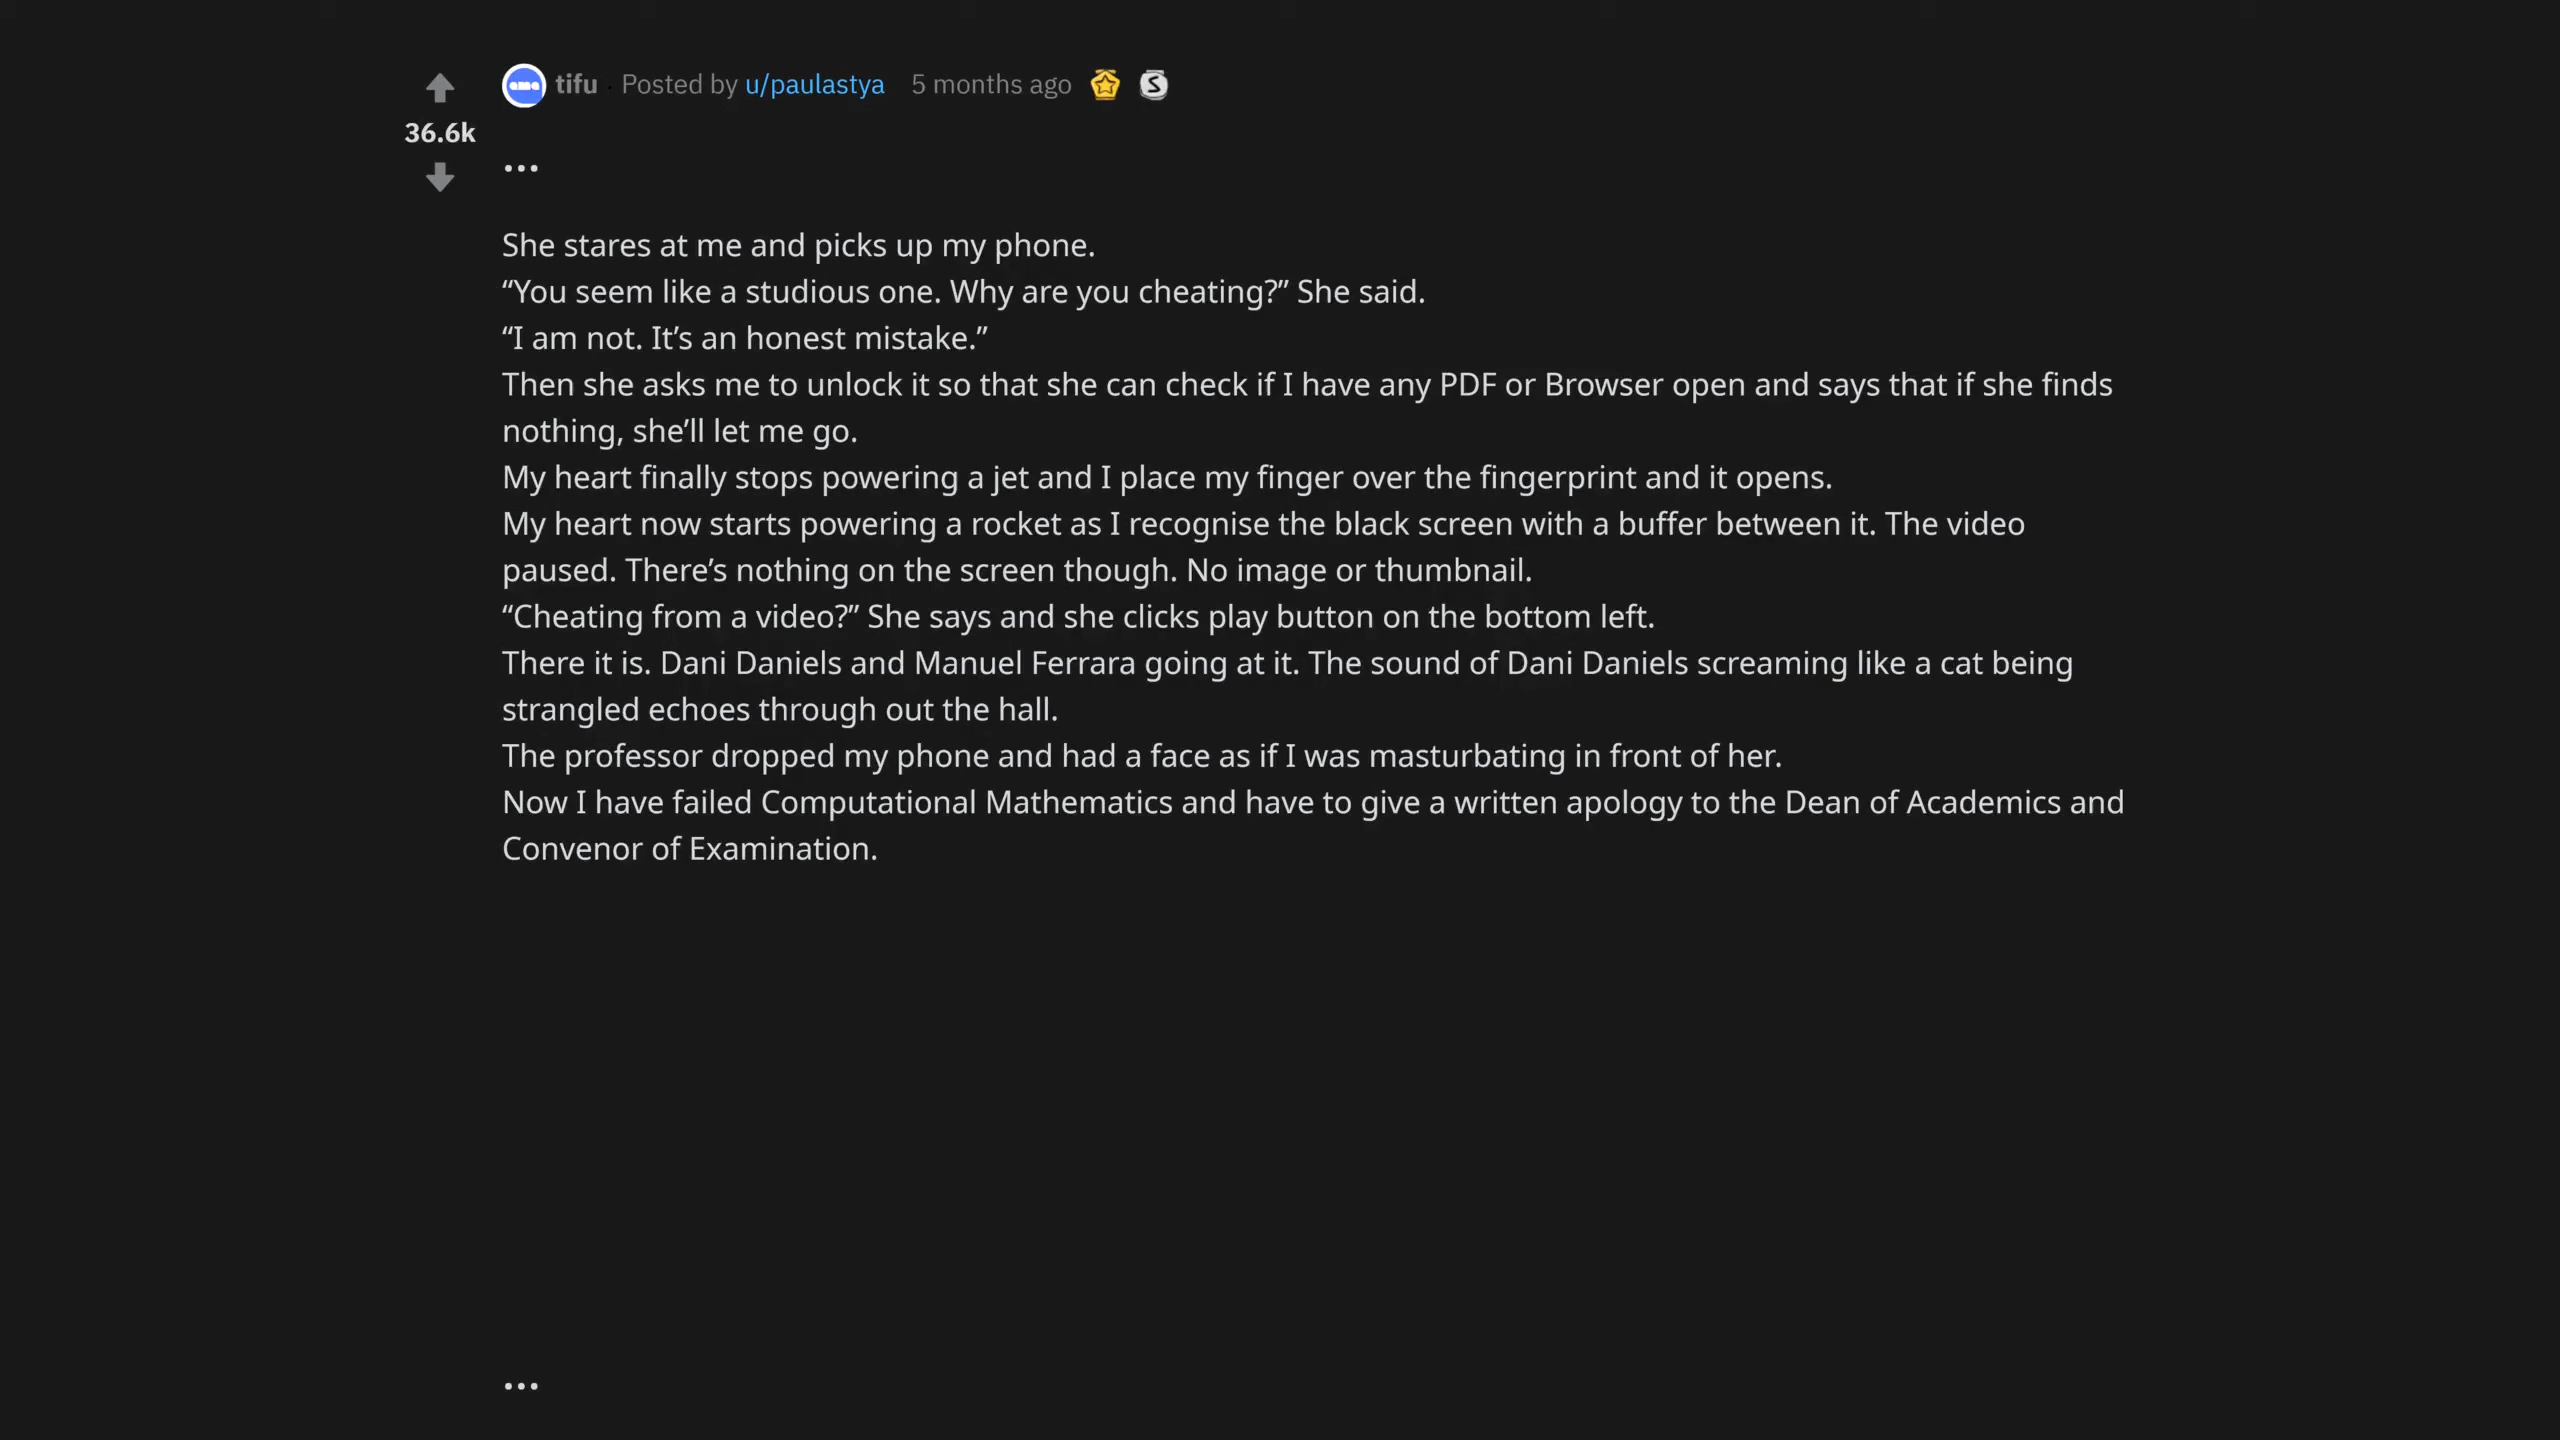 tifu · Posted by u/paulastya 5 months ago
36.6k
...
She stares at me and picks up my phone.
“You seem like a studious one. Why are you cheating?” She said.
“I am not. It’s an honest mistake.”
Then she asks me to unlock it so that she can check if I have any PDF or Browser open and says that if she finds
nothing, she’ll let me go.
My heart finally stops powering a jet and I place my finger over the fingerprint and it opens.
My heart now starts powering a rocket as I recognise the black screen with a buffer between it. The video
paused. There’s nothing on the screen though. No image or thumbnail.
“Cheating from a video?” She says and she clicks play button on the bottom left.
There it is. Dani Daniels and Manuel Ferrara going at it. The sound of Dani Daniels screaming like a cat being
strangled echoes through out the hall.
The professor dropped my phone and had a face as if I was masturbating in front of her.
Now I have failed Computational Mathematics and have to give a written apology to the Dean of Academics and
Convenor of Examination.
...